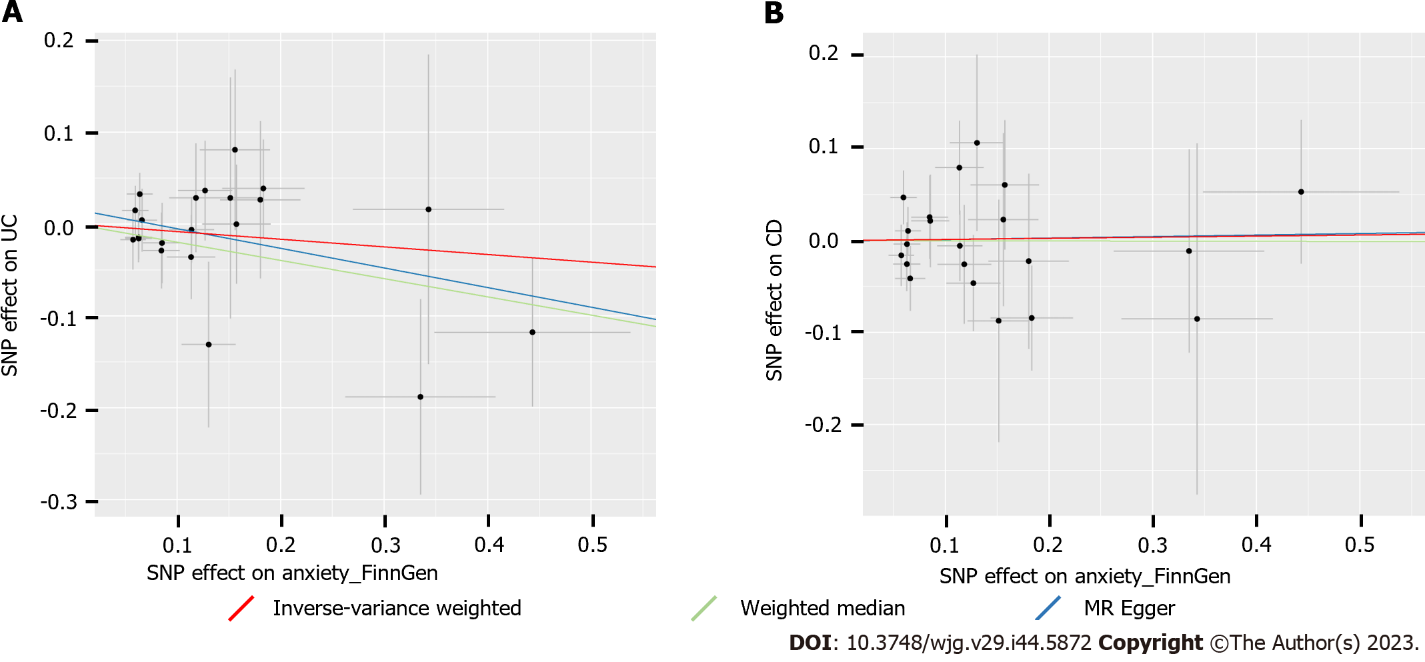 A
0.2
0.1
0.0
-0.1
-0.2
-0.3
SNP effect on UC
0.1 0.2 0.3 0.4 0.5
SNP effect on anxiety_FinnGen
B
0.2
0.1
0.0
-0.1
-0.2
SNP effect on CD
0.1 0.2 0.3 0.4 0.5
SNP effect on anxiety_FinnGen
Inverse-variance weighted Weighted median MR Egger
DOI: 10.3748/wjg.v29.i44.5872 Copyright ©The Author(s) 2023.